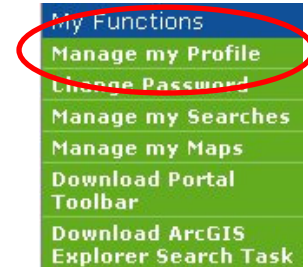 My Functions
Manage my Profile
Change Password
Manage my Searches
Manage my Maps
Download Portal
Toolbar
Download ArcGIS
Explorer Search Task